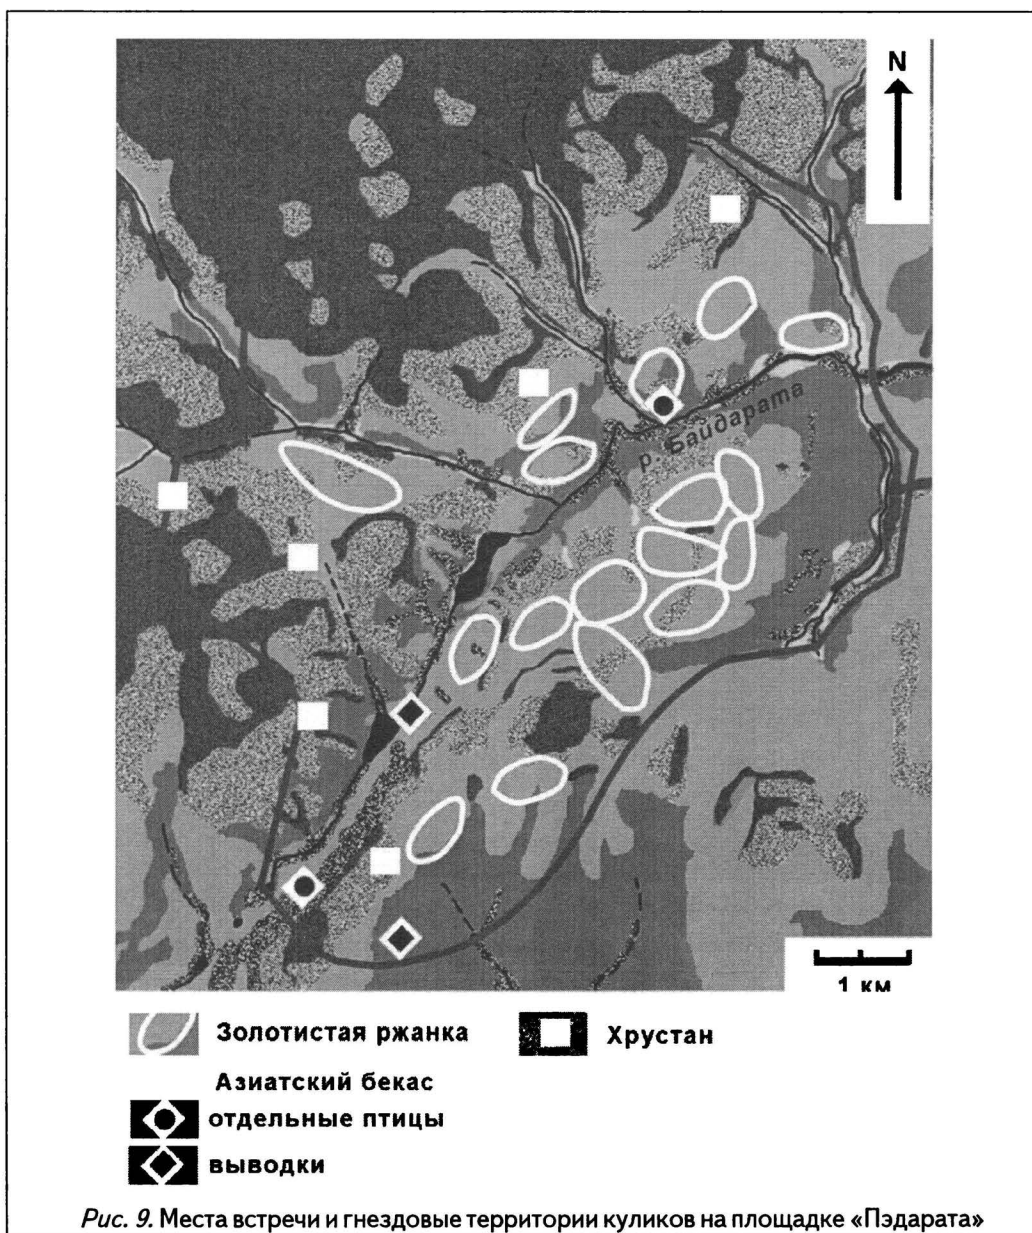 N
р. Байдарата
1 км
Золотистая ржанка
Хрустан
Азиатский бекас
отдельные птицы
выводки
Рис. 9. Места встречи и гнездовые территории куликов на площадке «Пэдарата»